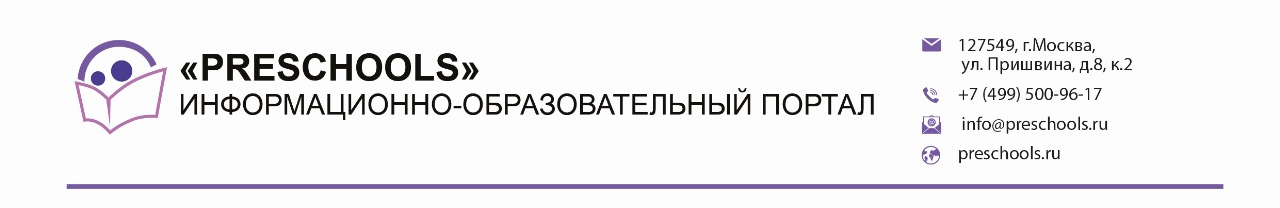 «PRESCHOOLS»
ИНФОРМАЦИОННО-ОБРАЗОВАТЕЛЬНЫЙ ПОРТАЛ
127549, г.Москва,
ул. Пришвина, д.8, к.2
+7 (499) 500-96-17
info@preschools.ru
preschools.ru